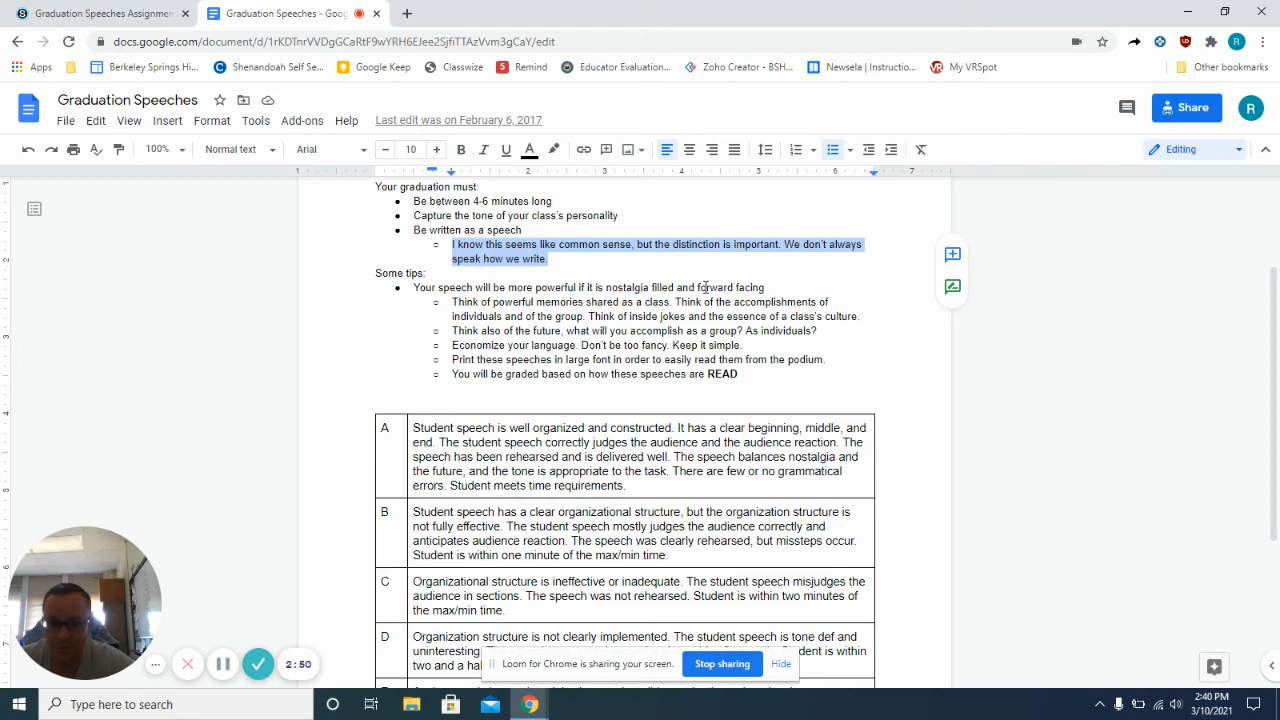 Graduation Speeches Assignmen
Graduation Speeches - Goog
docs.google.com/document/d/1rKDTnrVVDgGCaRtF9wYRH6EJee2SjfiTTAzVvm3gCaY/edit
R
Apps
Berkeley Springs Hi...
Shenandoah Self Se...
Google Keep
Classwize
Remind
Educator Evaluation...
Zoho Creator - BSH...
Newsela | Instructio...
My VRSpot
Other bookmarks
Graduation Speeches
Share
R
File Edit View Insert Format Tools Add-ons Help Last edit was on February 6, 2017
100% Normal text Arial 10 B I U A Editing
1 1 2 3 4 5 6 7
Your graduation must:
● Be between 4-6 minutes long
● Capture the tone of your class's personality
● Be written as a speech
○ I know this seems like common sense, but the distinction is important. We don't always
speak how we write.
Some tips:
● Your speech will be more powerful if it is nostalgia filled and forward facing
○ Think of powerful memories shared as a class. Think of the accomplishments of
individuals and of the group. Think of inside jokes and the essence of a class's culture.
○ Think also of the future, what will you accomplish as a group? As individuals?
○ Economize your language. Don't be too fancy. Keep it simple.
○ Print these speeches in large font in order to easily read them from the podium.
○ You will be graded based on how these speeches are READ
A Student speech is well organized and constructed. It has a clear beginning, middle, and
end. The student speech correctly judges the audience and the audience reaction. The
speech has been rehearsed and is delivered well. The speech balances nostalgia and
the future, and the tone is appropriate to the task. There are few or no grammatical
errors. Student meets time requirements.
B Student speech has a clear organizational structure, but the organization structure is
not fully effective. The student speech mostly judges the audience correctly and
anticipates audience reaction. The speech was clearly rehearsed, but missteps occur.
Student is within one minute of the max/min time.
C Organizational structure is ineffective or inadequate. The student speech misjudges the
audience in sections. The speech was not rehearsed. Student is within two minutes of
the max/min time.
D Organization structure is not clearly implemented. The student speech is tone def and
uninteresting.
two and a ha
Loom for Chrome is sharing your screen. Stop sharing Hide
2:50
Type here to search
2:40 PM
3/10/2021